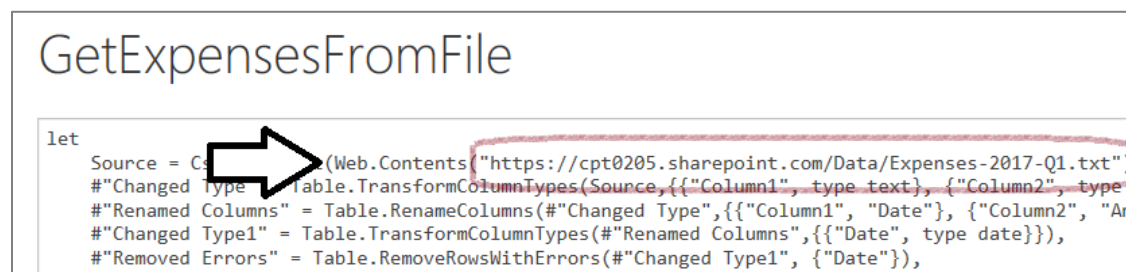 GetExpensesFromFile
let
Source = (Web.Contents("https://cpt0205.sharepoint.com/Data/Expenses-2017-Q1.txt")
#"Changed Type Table.TransformColumnTypes(Source,{{"Column1", type text}, {"Column2", type
#"Renamed Columns" = Table.RenameColumns(#"Changed Type",{{"Column1", "Date"}, {"Column2",
#"Changed Type1" = Table.TransformColumnTypes(#"Renamed Columns",{{"Date", type date}}),
#"Removed Errors" = Table.RemoveRowsWithErrors(#"Changed Type1", {"Date"}),